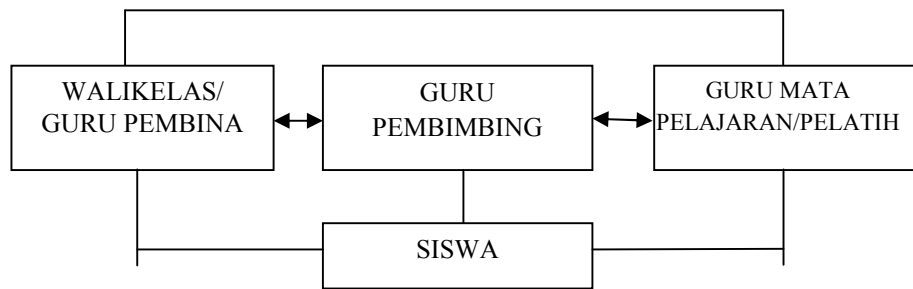 WALIKELAS/
GURU PEMBINA
GURU
PEMBIMBING
GURU MATA
PELAJARAN/PELATIH
SISWA